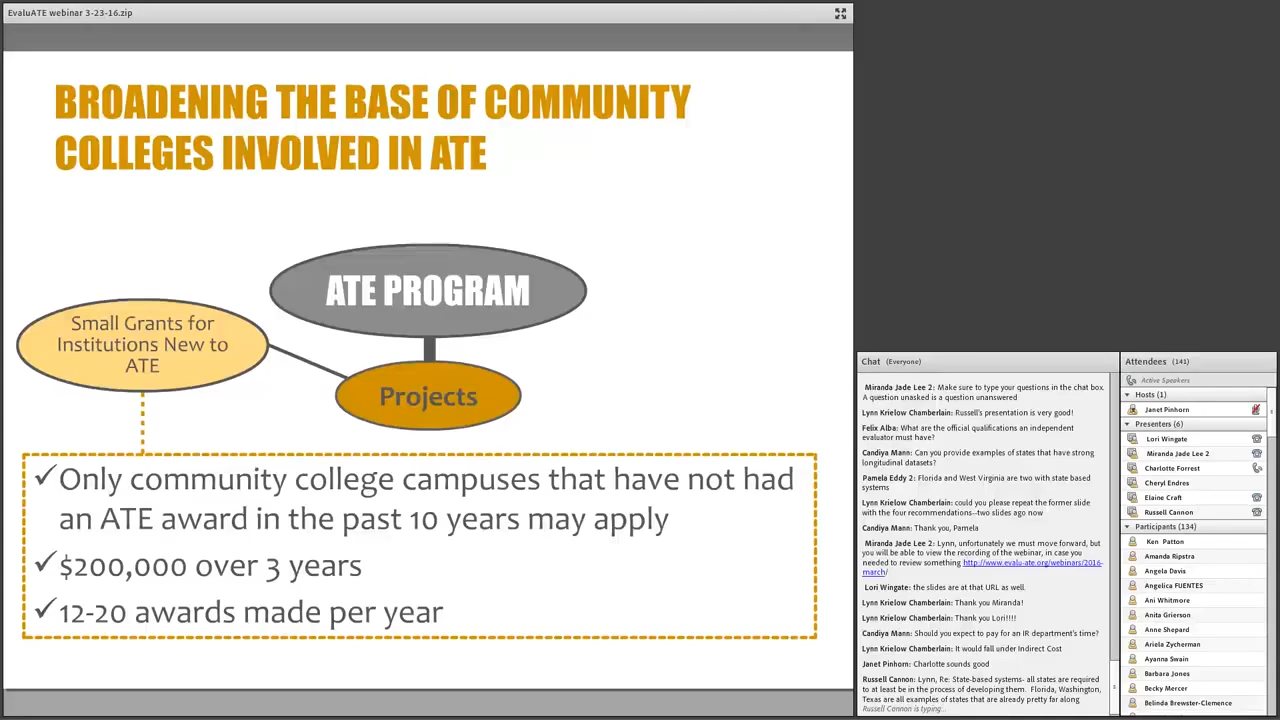 EvaluATE webinar 3-23-16.zip
BROADENING THE BASE OF COMMUNITY
COLLEGES INVOLVED IN ATE
ATE PROGRAM
Small Grants for
Institutions New to
ATE
Projects
✓Only community college campuses that have not had
an ATE award in the past 10 years may apply
✓$200,000 over 3 years
✓12-20 awards made per year
Chat (Everyone)
Miranda Jade Lee 2: Make sure to type your questions in the chat box.
A question unasked is a question unanswered
Lynn Krielow Chamberlain: Russell's presentation is very good!
Felix Alba: What are the official qualifications an independent
evaluator must have?
Candiya Mann: Can you provide examples of states that have strong
longitudinal datasets?
Pamela Eddy 2: Florida and West Virginia are two with state based
systems
Lynn Krielow Chamberlain: could you please repeat the former slide
with the four recommendations--two slides ago now
Candiya Mann: Thank you, Pamela
Miranda Jade Lee 2: Lynn, unfortunately we must move forward, but
you will be able to view the recording of the webinar, in case you
needed to review something http://www.evalu-ate.org/webinars/2016-
march/
Lori Wingate: the slides are at that URL as well.
Lynn Krielow Chamberlain: Thank you Miranda!
Lynn Krielow Chamberlain: Thank you Lori!!!!
Candiya Mann: Should you expect to pay for an IR department's time?
Lynn Krielow Chamberlain: It would fall under Indirect Cost
Janet Pinhorn: Charlotte sounds good
Russell Cannon: Lynn, Re: State-based systems- all states are required
to at least be in the process of developing them. Florida, Washington,
Texas are all examples of states that are already pretty far along
Russell Cannon is typing...
Attendees (141)
Active Speakers
Hosts (1)
Janet Pinhorn
Presenters (6)
Lori Wingate
Miranda Jade Lee 2
Charlotte Forrest
Cheryl Endres
Elaine Craft
Russell Cannon
Participants (134)
Ken Patton
Amanda Ripstra
Angela Davis
Angelica FUENTES
Ani Whitmore
Anita Grierson
Anne Shepard
Ariela Zycherman
Ayanna Swain
Barbara Jones
Becky Mercer
Belinda Brewster-Clemence